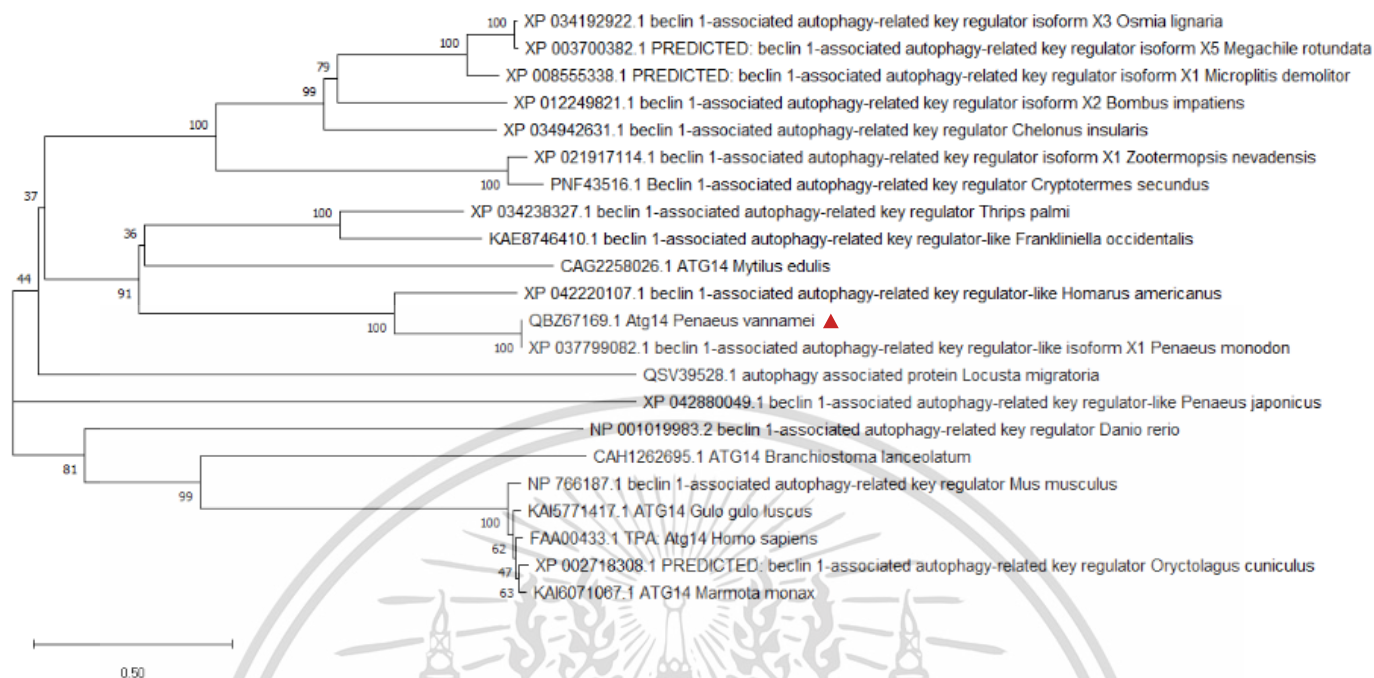 100 XP 034192922.1 beclin 1-associated autophagy-related key regulator isoform X3 Osmia lignaria
100 XP 003700382.1 PREDICTED: beclin 1-associated autophagy-related key regulator isoform X5 Megachile rotundata
79 XP 008555338.1 PREDICTED: beclin 1-associated autophagy-related key regulator isoform X1 Microplitis demolitor
99 XP 012249821.1 beclin 1-associated autophagy-related key regulator isoform X2 Bombus impatiens
100 XP 034942631.1 beclin 1-associated autophagy-related key regulator Chelonus insularis
XP 021917114.1 beclin 1-associated autophagy-related key regulator isoform X1 Zootermopsis nevadensis
100 PNF43516.1 Beclin 1-associated autophagy-related key regulator Cryptotermes secundus
37 100 XP 034238327.1 beclin 1-associated autophagy-related key regulator Thrips palmi
36 KAE8746410.1 beclin 1-associated autophagy-related key regulator-like Frankliniella occidentalis
CAG2258026.1 ATG14 Mytilus edulis
44 91 XP 042220107.1 beclin 1-associated autophagy-related key regulator-like Homarus americanus
100 QBZ67169.1 Atg14 Penaeus vannamei
100 XP 037799082.1 beclin 1-associated autophagy-related key regulator-like isoform X1 Penaeus monodon
QSV39528.1 autophagy associated protein Locusta migratoria
XP 042880049.1 beclin 1-associated autophagy-related key regulator-like Penaeus japonicus
NP 001019983.2 beclin 1-associated autophagy-related key regulator Danio rerio
81 CAH1262695.1 ATG14 Branchiostoma lanceolatum
99 NP 766187.1 beclin 1-associated autophagy-related key regulator Mus musculus
100 KAI5771417.1 ATG14 Gulo gulo luscus
62 FAA00433.1 TPA: Atg14 Homo sapiens
47 XP 002718308.1 PREDICTED: beclin 1-associated autophagy-related key regulator Oryctolagus cuniculus
63 KAI6071067.1 ATG14 Marmota monax
0.50